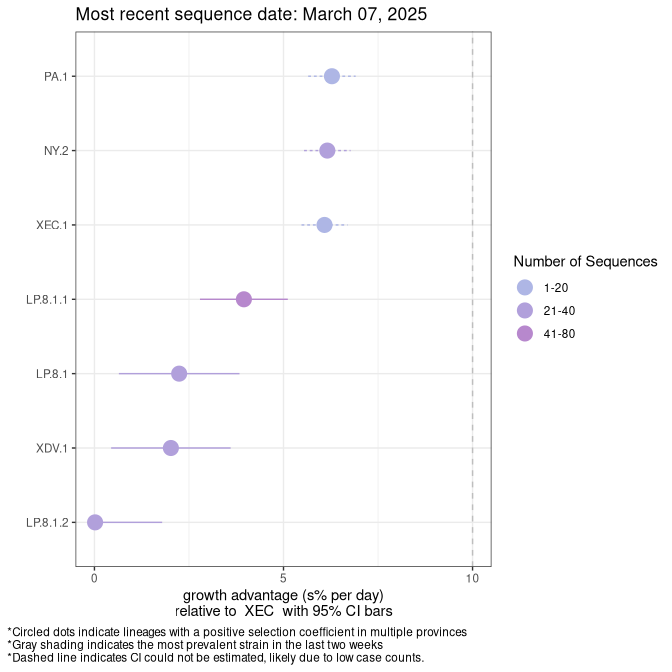 Most recent sequence date: March 07, 2025
PA.1
NY.2
XEC.1
LP.8.1.1
LP.8.1
XDV.1
LP.8.1.2
0
5
10
growth advantage (s% per day)
relative to XEC with 95% CI bars
Number of Sequences
1-20
21-40
41-80
*Circled dots indicate lineages with a positive selection coefficient in multiple provinces
*Gray shading indicates the most prevalent strain in the last two weeks
*Dashed line indicates CI could not be estimated, likely due to low case counts.